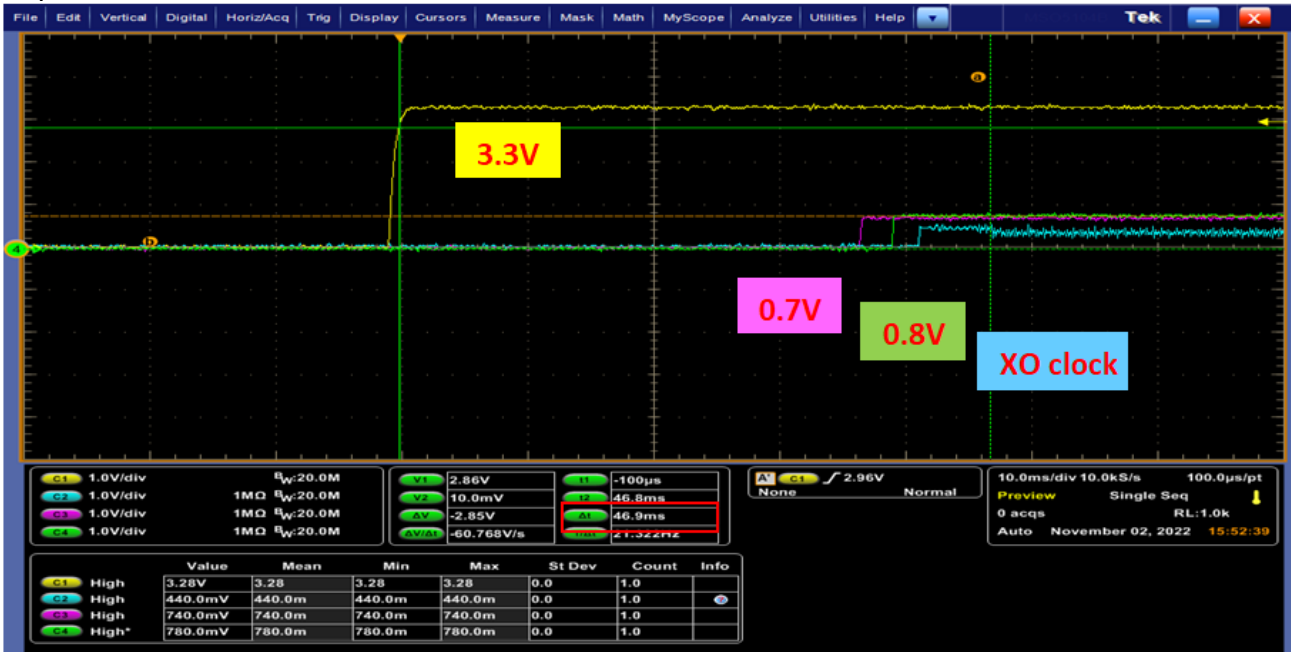 File Edit Vertical Digital Horiz/Acq Trig Display Cursors Measure Mask Math MyScope Analyze Utilities Help Tek X
a
3.3V
b
4
0.7V
0.8V
XO clock
C1 1.0V/div BW:20.0M
C2 1.0V/div 1MΩ BW:20.0M
C3 1.0V/div 1MΩ BW:20.0M
C4 1.0V/div 1MΩ BW:20.0M
V1 2.86V t1 -100µs
V2 10.0mV t2 46.8ms
ΔV -2.85V Δt 46.9ms
ΔV/Δt -60.768V/s 1/Δt 21.322Hz
A' C1 2.96V
None Normal
10.0ms/div 10.0kS/s 100.0µs/pt
Preview Single Seq
0 acqs RL:1.0k
Auto November 02, 2022 15:52:39
Value Mean Min Max St Dev Count Info
C1 High 3.28V 3.28 3.28 3.28 0.0 1.0
C2 High 440.0mV 440.0m 440.0m 440.0m 0.0 1.0
C3 High 740.0mV 740.0m 740.0m 740.0m 0.0 1.0
C4 High* 780.0mV 780.0m 780.0m 780.0m 0.0 1.0